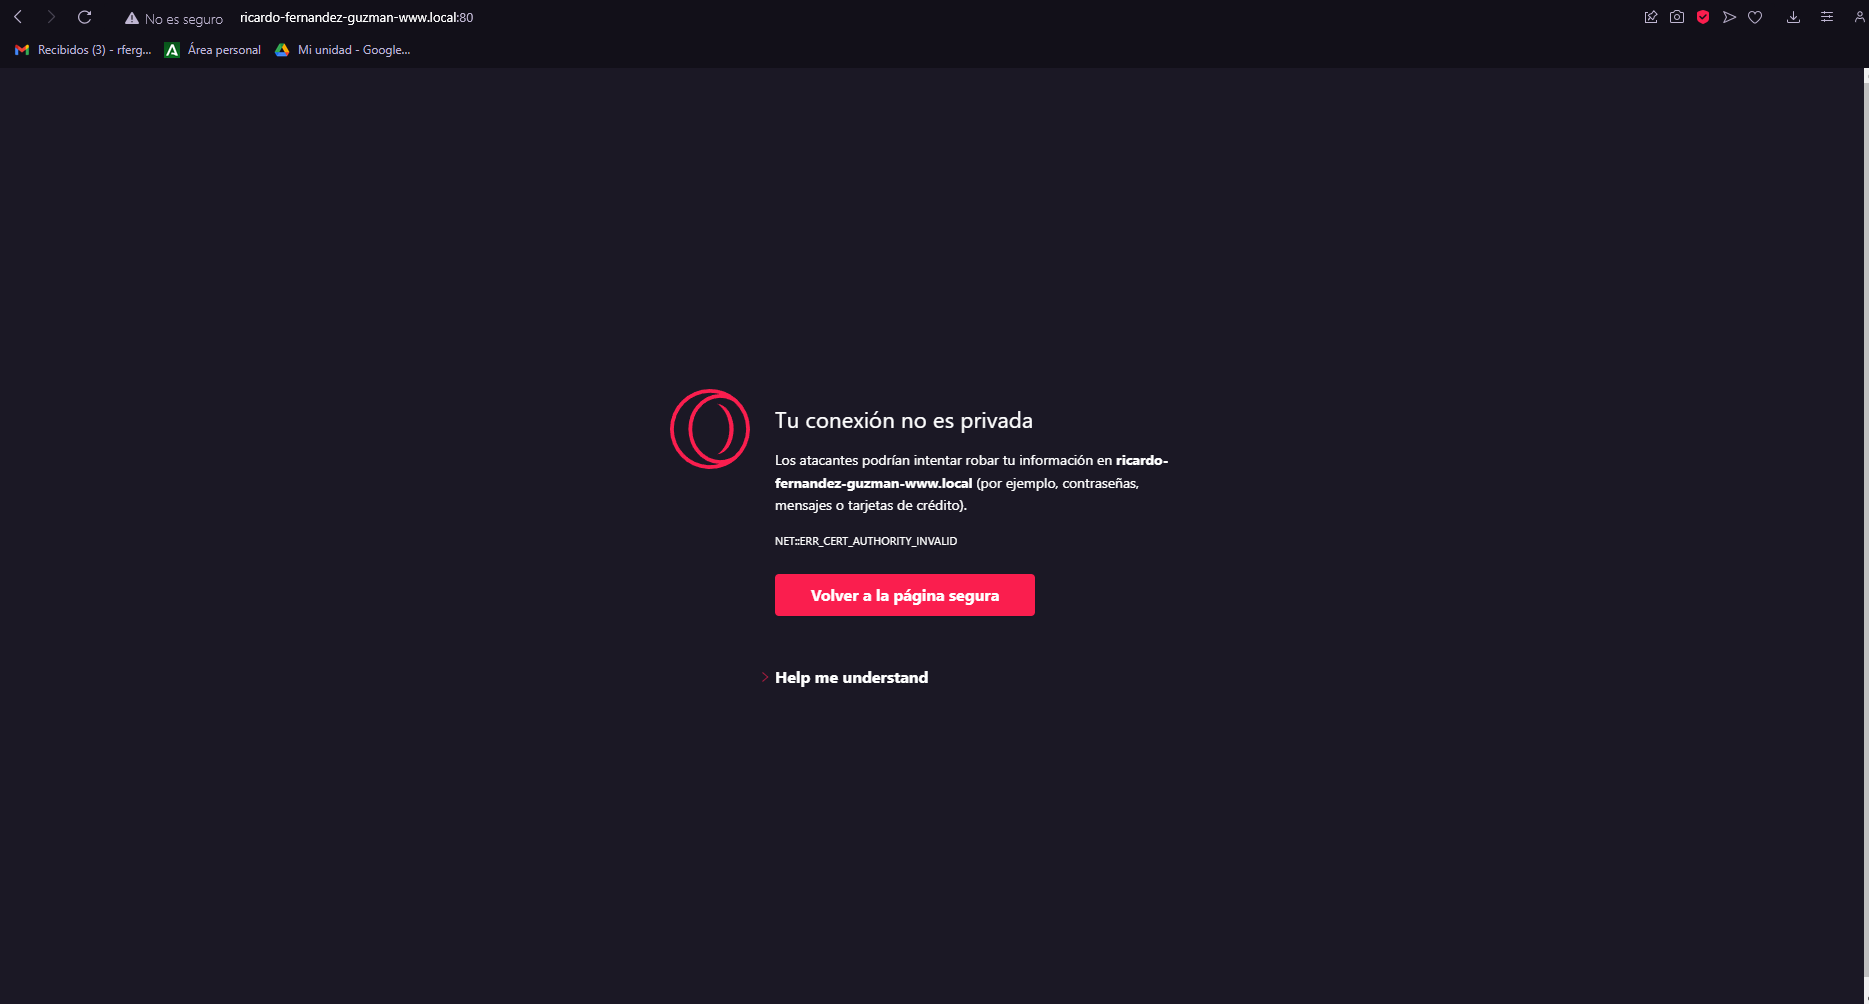 No es seguro ricardo-fernandez-guzman-www.local:80
Recibidos (3) - rferg... Área personal Mi unidad - Google...
Tu conexión no es privada
Los atacantes podrían intentar robar tu información en ricardo-
fernandez-guzman-www.local (por ejemplo, contraseñas,
mensajes o tarjetas de crédito).
NET::ERR_CERT_AUTHORITY_INVALID
Volver a la página segura
Help me understand